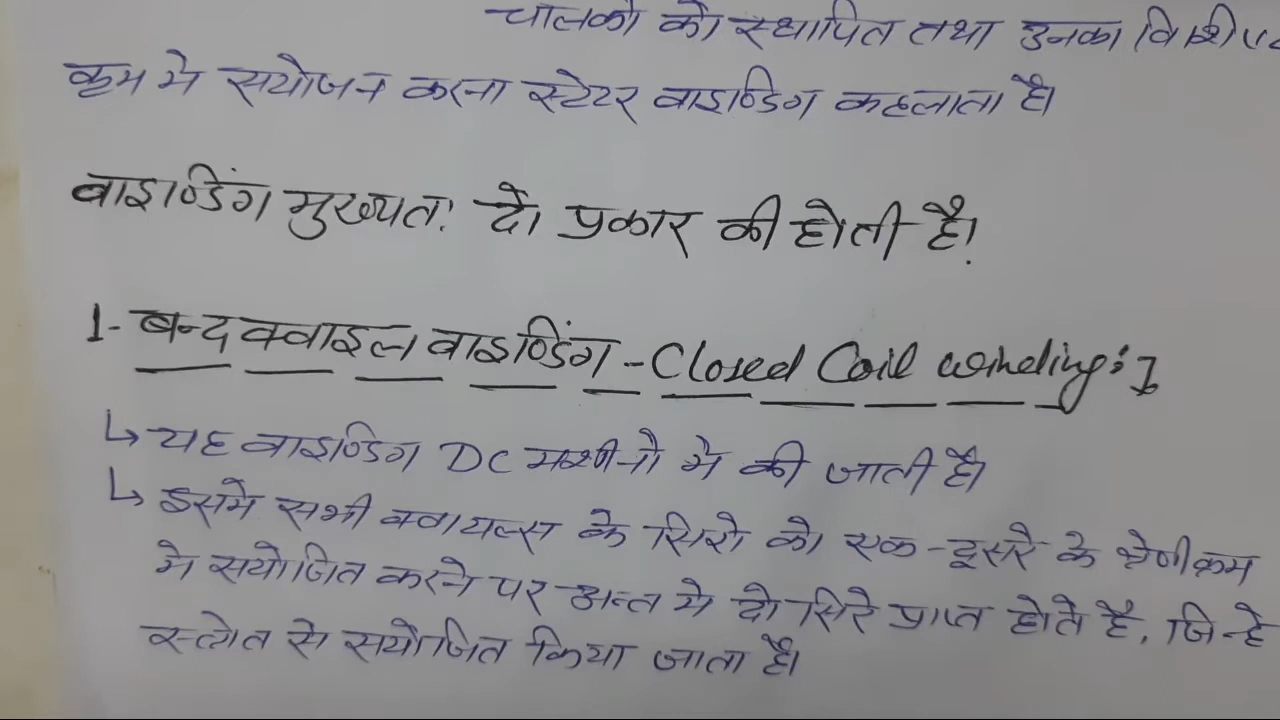 चालको को स्थापित तथा उनका विशिष्ट
क्रम मे सयोजन करना स्टेटर वाइण्डिग कहलाता है।
वाइण्डिंग मुख्यतः दो प्रकार की होती है।
1- बन्द क्वाइल वाइण्डिंग - Closed Coil winding:-
↳ यह वाइण्डिग DC मशीनो मे की जाती है।
↳ इसमे सभी क्वायल्स के सिरो को एक-दूसरे के श्रेणीक्रम
मे सयोजित करने पर अन्त मे दो सिरे प्राप्त होते है, जिन्हे
स्त्रोत से सयोजित किया जाता है।